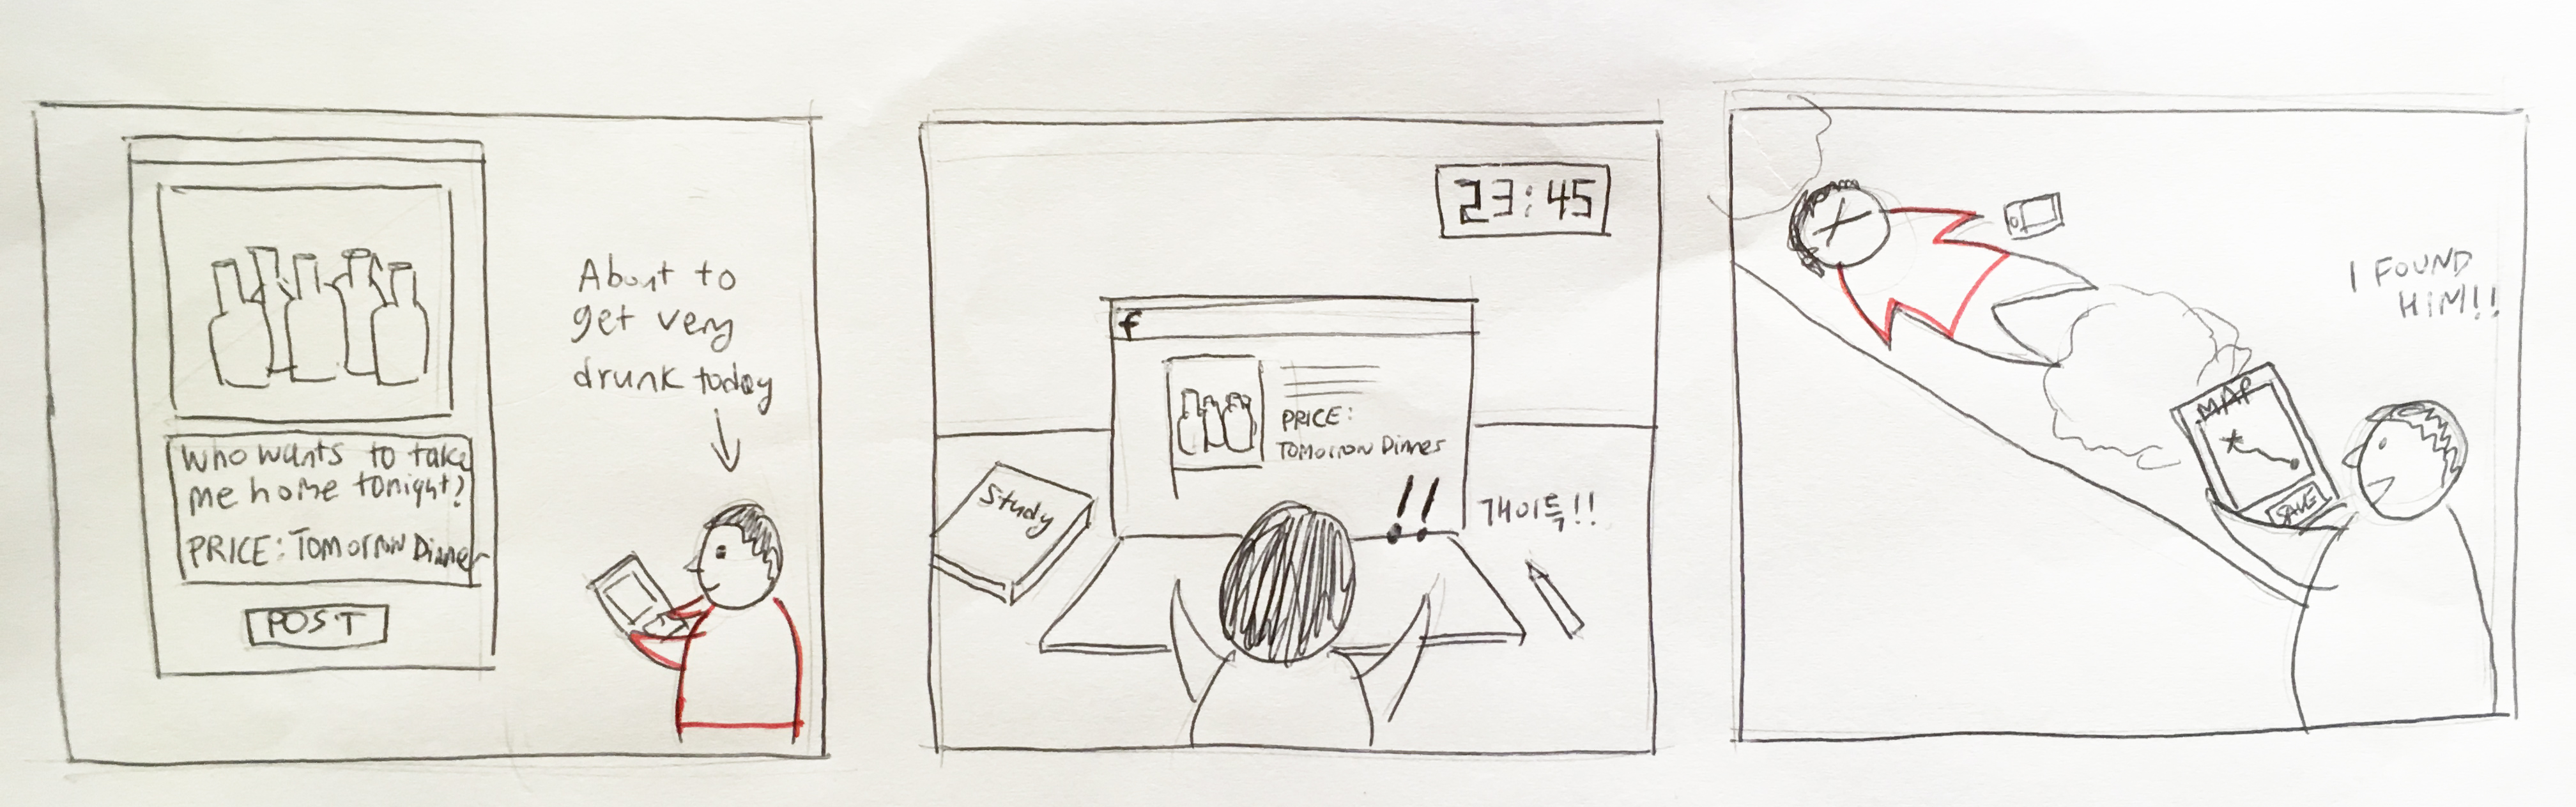 Who wants to take
me home tonight?
PRICE: Tomorrow Dinner
POST
About to
get very
drunk today
23:45
f
PRICE:
Tomorrow Dinner
Study
!!
개이득!!
I FOUND
HIM!!
MAP
SAVE